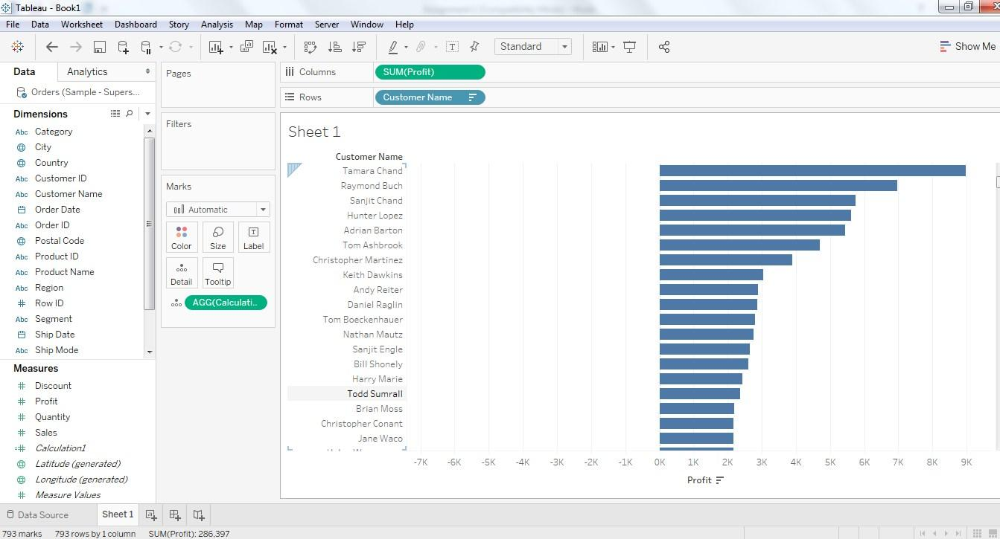 Tableau - Book1
File Data Worksheet Dashboard Story Analysis Map Format Server Window Help
Standard
Show Me
Data Analytics
Orders (Sample - Supers...
Dimensions
Abc Category
City
Country
Abc Customer ID
Abc Customer Name
Order Date
Abc Order ID
Postal Code
Abc Product ID
Abc Product Name
Abc Region
# Row ID
Abc Segment
Ship Date
Abc Ship Mode
Measures
# Discount
# Profit
# Quantity
# Sales
=# Calculation1
Latitude (generated)
Longitude (generated)
# Measure Values
Pages
Filters
Marks
Automatic
Color Size Label
Detail Tooltip
AGG(Calculati..
Columns SUM(Profit)
Rows Customer Name
Sheet 1
Customer Name
Tamara Chand
Raymond Buch
Sanjit Chand
Hunter Lopez
Adrian Barton
Tom Ashbrook
Christopher Martinez
Keith Dawkins
Andy Reiter
Daniel Raglin
Tom Boeckenhauer
Nathan Mautz
Sanjit Engle
Bill Shonely
Harry Marie
Todd Sumrall
Brian Moss
Christopher Conant
Jane Waco
-7K -6K -5K -4K -3K -2K -1K 0K 1K 2K 3K 4K 5K 6K 7K 8K 9K
Profit
Data Source Sheet 1
793 marks 793 rows by 1 column SUM(Profit): 286,397